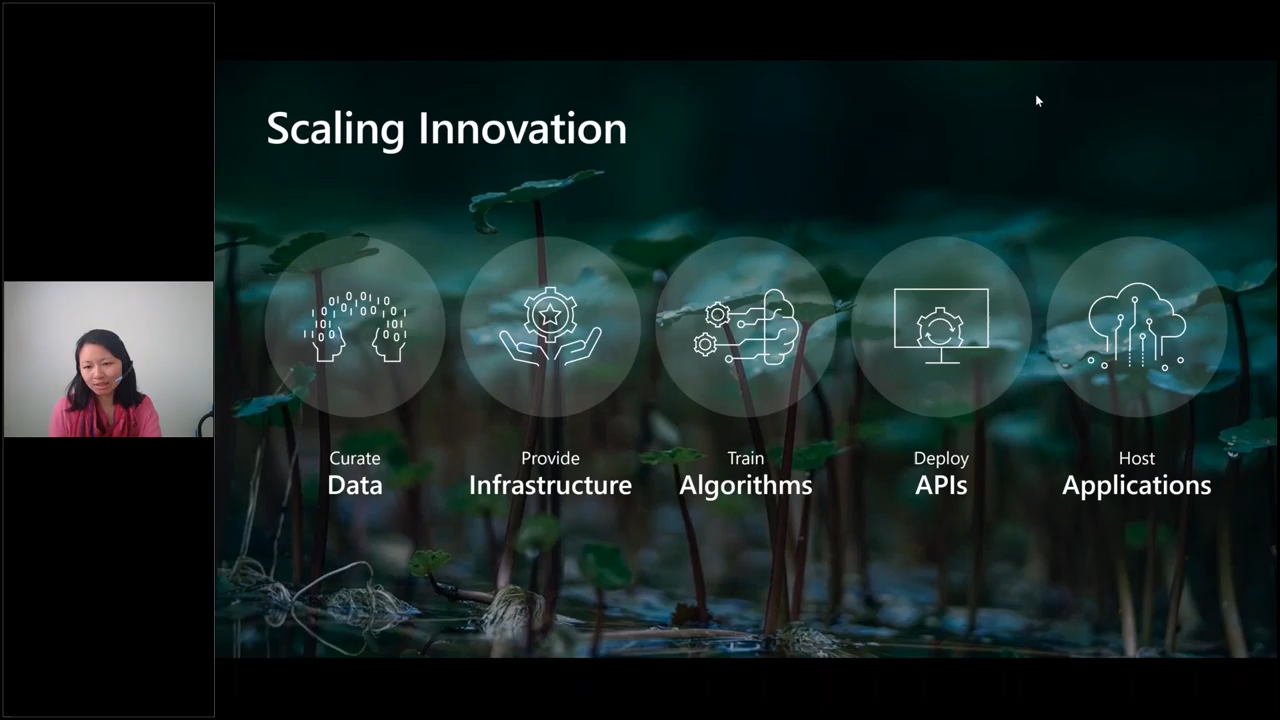 Scaling Innovation
Curate
Data
Provide
Infrastructure
Train
Algorithms
Deploy
APIs
Host
Applications